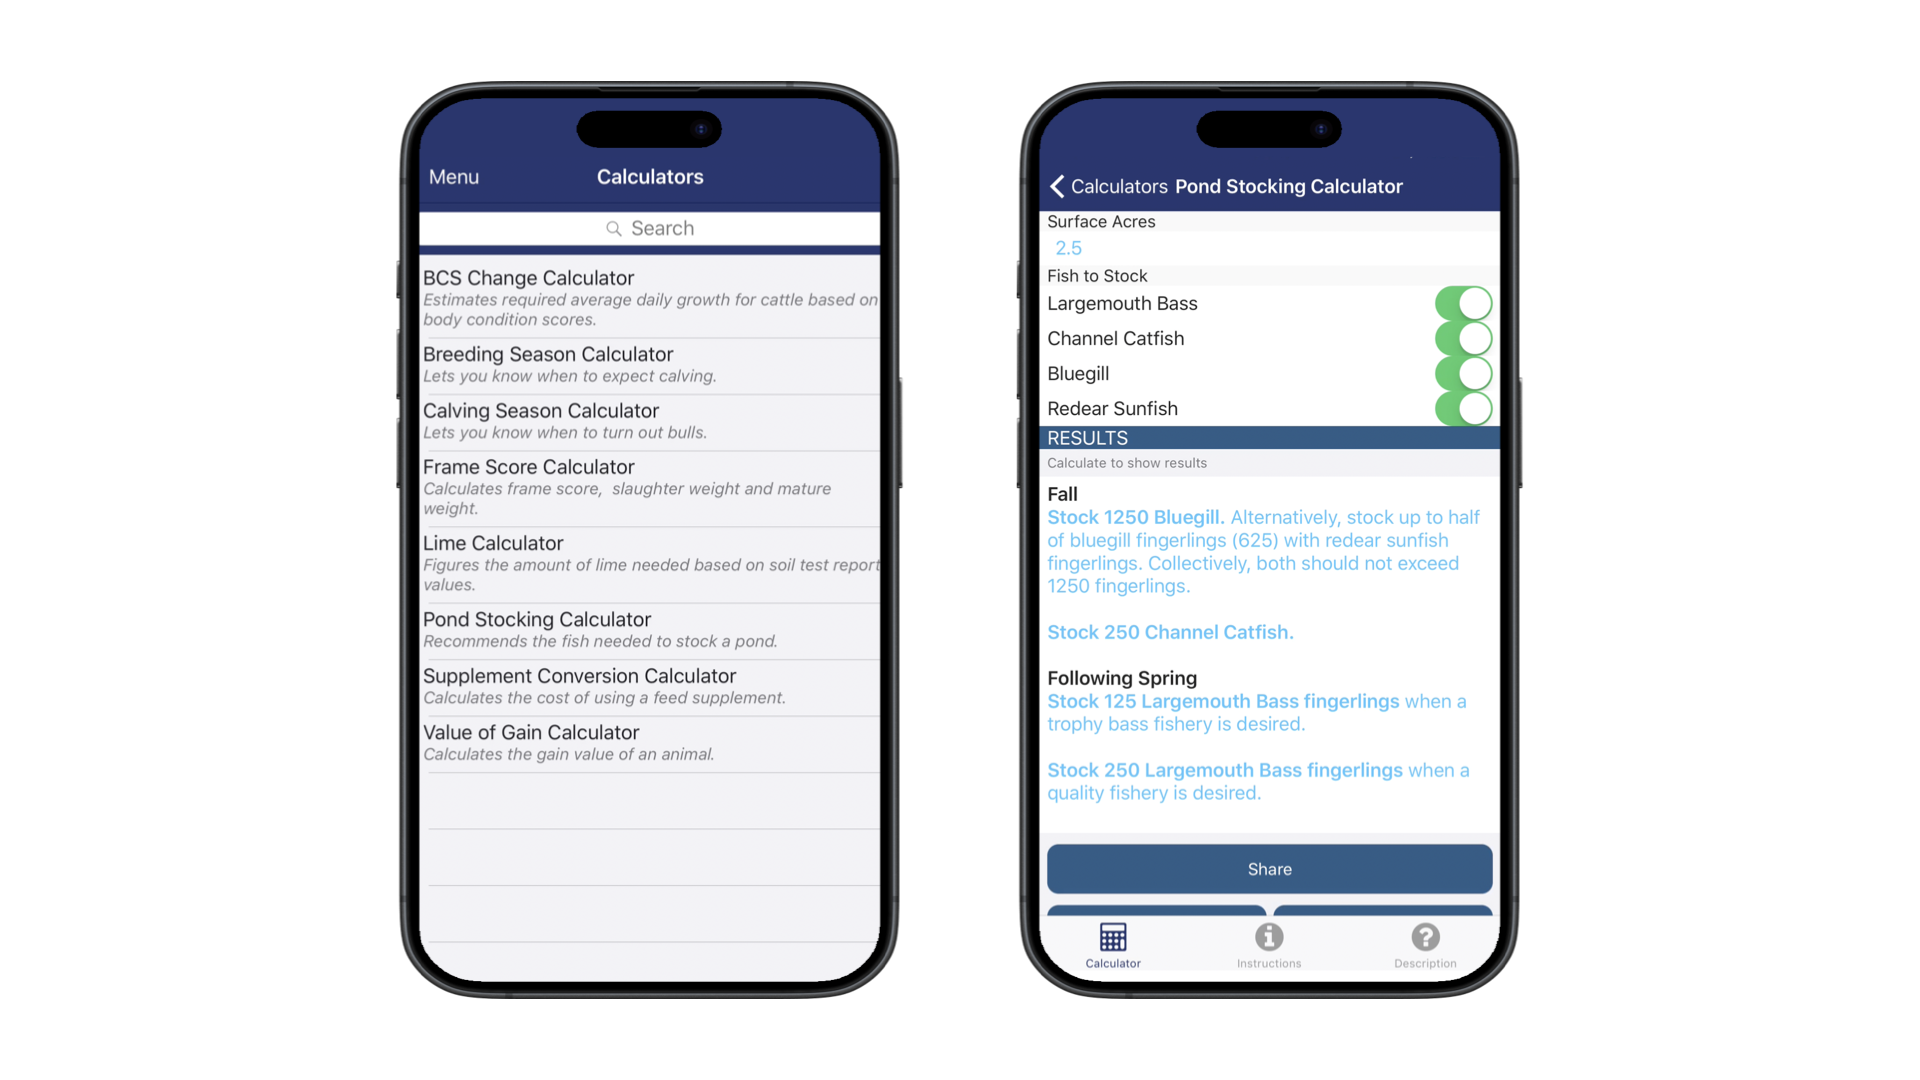 Menu
Calculators
Search
BCS Change Calculator
Estimates required average daily growth for cattle based on
body condition scores.
Breeding Season Calculator
Lets you know when to expect calving.
Calving Season Calculator
Lets you know when to turn out bulls.
Frame Score Calculator
Calculates frame score,  slaughter weight and mature
weight.
Lime Calculator
Figures the amount of lime needed based on soil test report
values.
Pond Stocking Calculator
Recommends the fish needed to stock a pond.
Supplement Conversion Calculator
Calculates the cost of using a feed supplement.
Value of Gain Calculator
Calculates the gain value of an animal.
Calculators Pond Stocking Calculator
Surface Acres
2.5
Fish to Stock
Largemouth Bass
Channel Catfish
Bluegill
Redear Sunfish
RESULTS
Calculate to show results
Fall
Stock 1250 Bluegill. Alternatively, stock up to half
of bluegill fingerlings (625) with redear sunfish
fingerlings. Collectively, both should not exceed
1250 fingerlings.
Stock 250 Channel Catfish.
Following Spring
Stock 125 Largemouth Bass fingerlings when a
trophy bass fishery is desired.
Stock 250 Largemouth Bass fingerlings when a
quality fishery is desired.
Share
Calculator
Instructions
Description